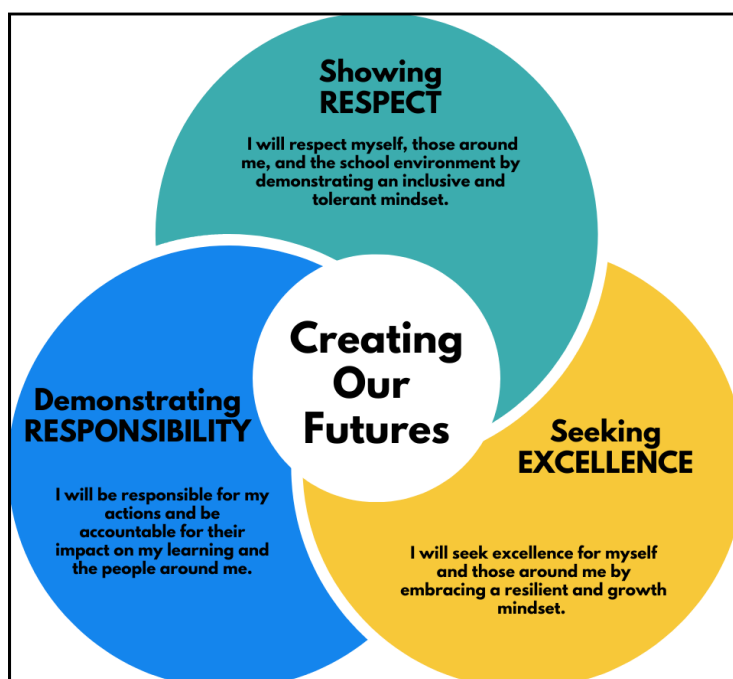 Showing
RESPECT
I will respect myself, those around
me, and the school environment by
demonstrating an inclusive and
tolerant mindset.
Creating
Our
Futures
Demonstrating
RESPONSIBILITY
I will be responsible for my
actions and be
accountable for their
impact on my learning and
the people around me.
Seeking
EXCELLENCE
I will seek excellence for myself
and those around me by
embracing a resilient and growth
mindset.